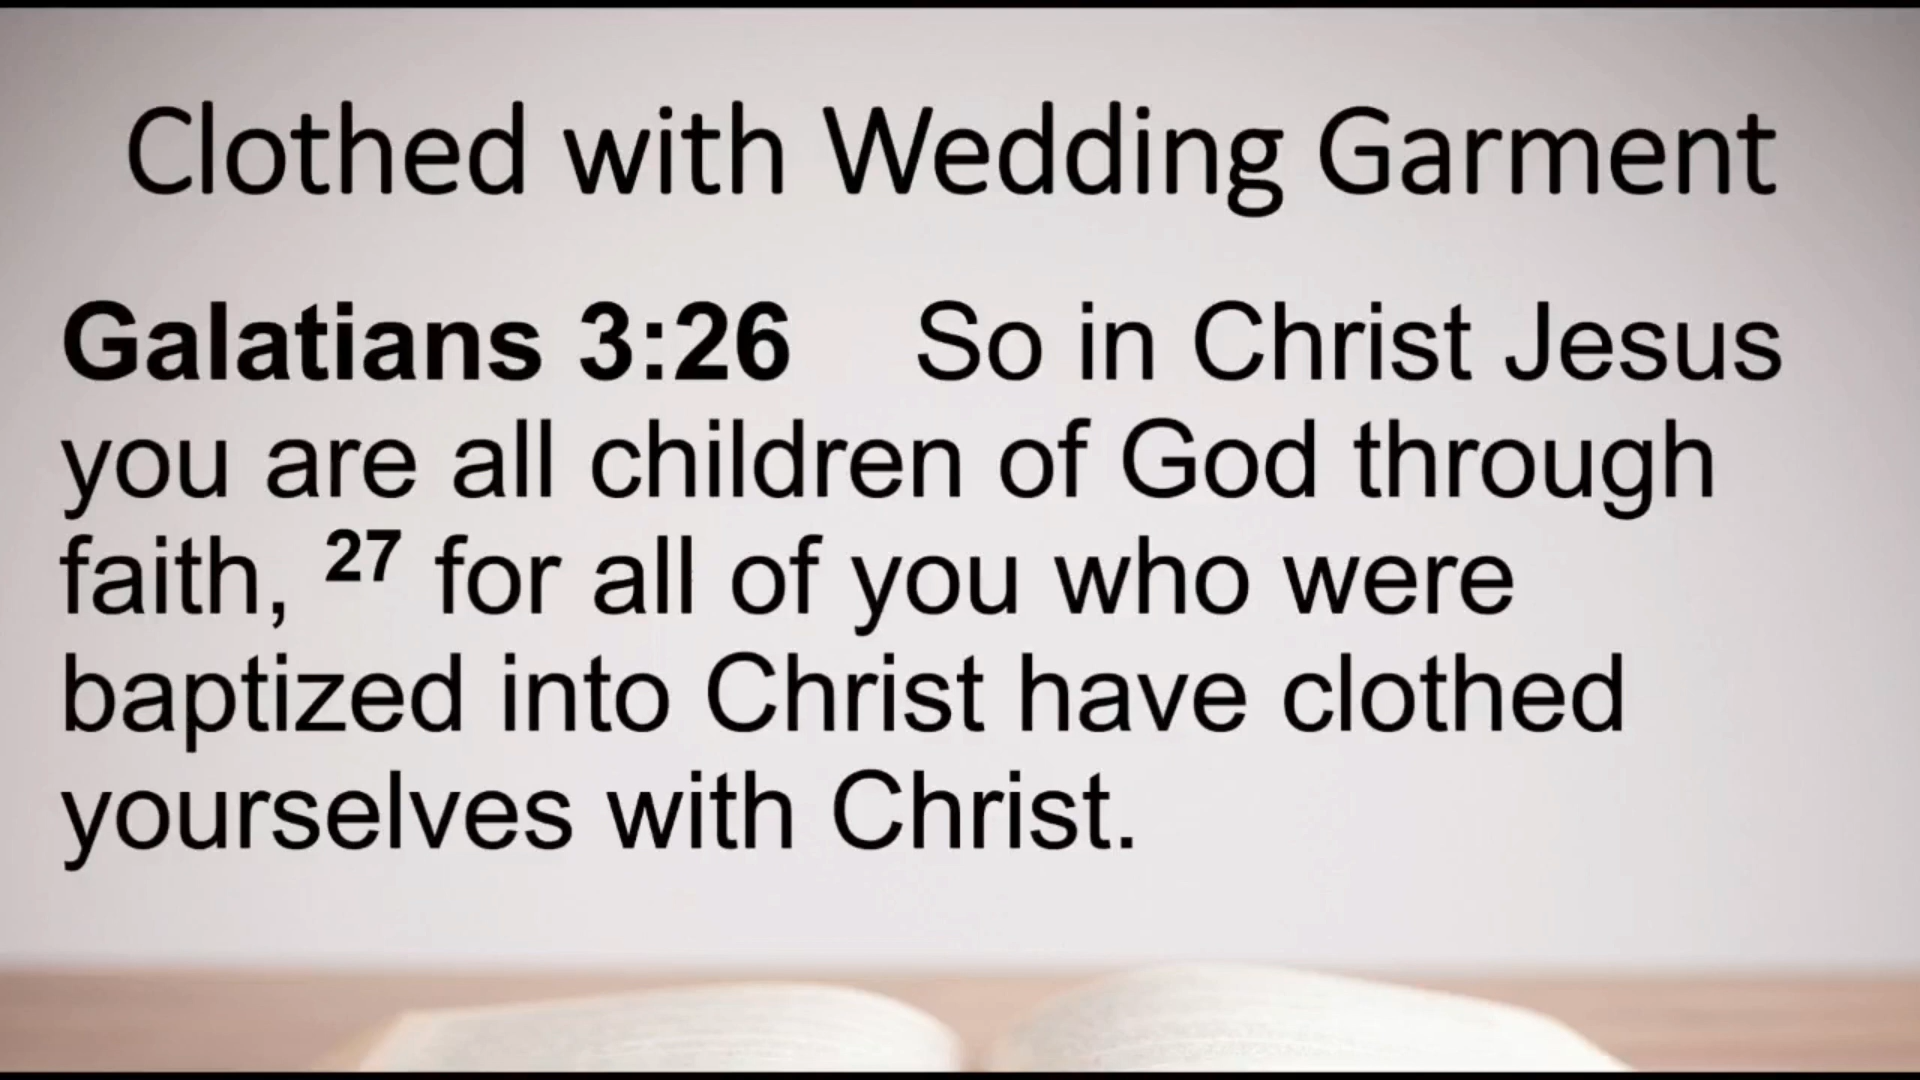 Clothed with Wedding Garment
Galatians 3:26 So in Christ Jesus
you are all children of God through
faith, 27 for all of you who were
baptized into Christ have clothed
yourselves with Christ.